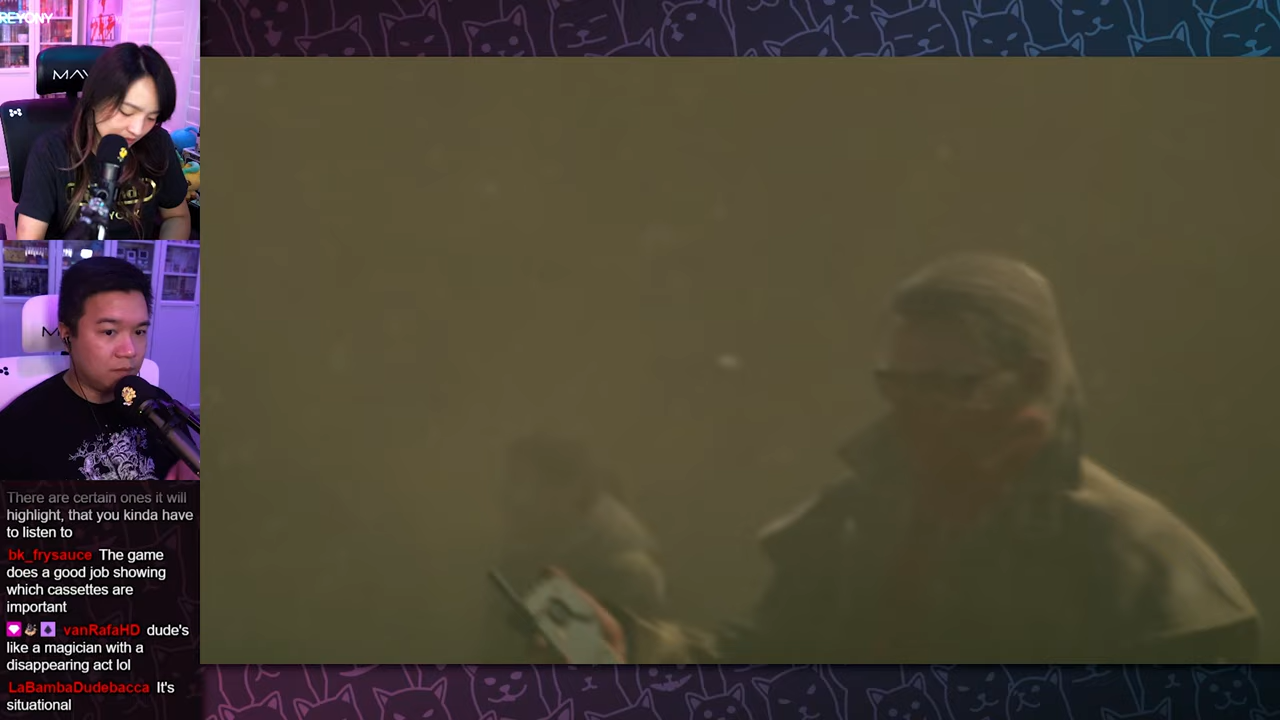 REYONY
MAV
M
There are certain ones it will
highlight, that you kinda have
to listen to
bk_frysauce The game
does a good job showing
which cassettes are
important
vanRafaHD dude's
like a magician with a
disappearing act lol
LaBambaDudebacca It's
situational